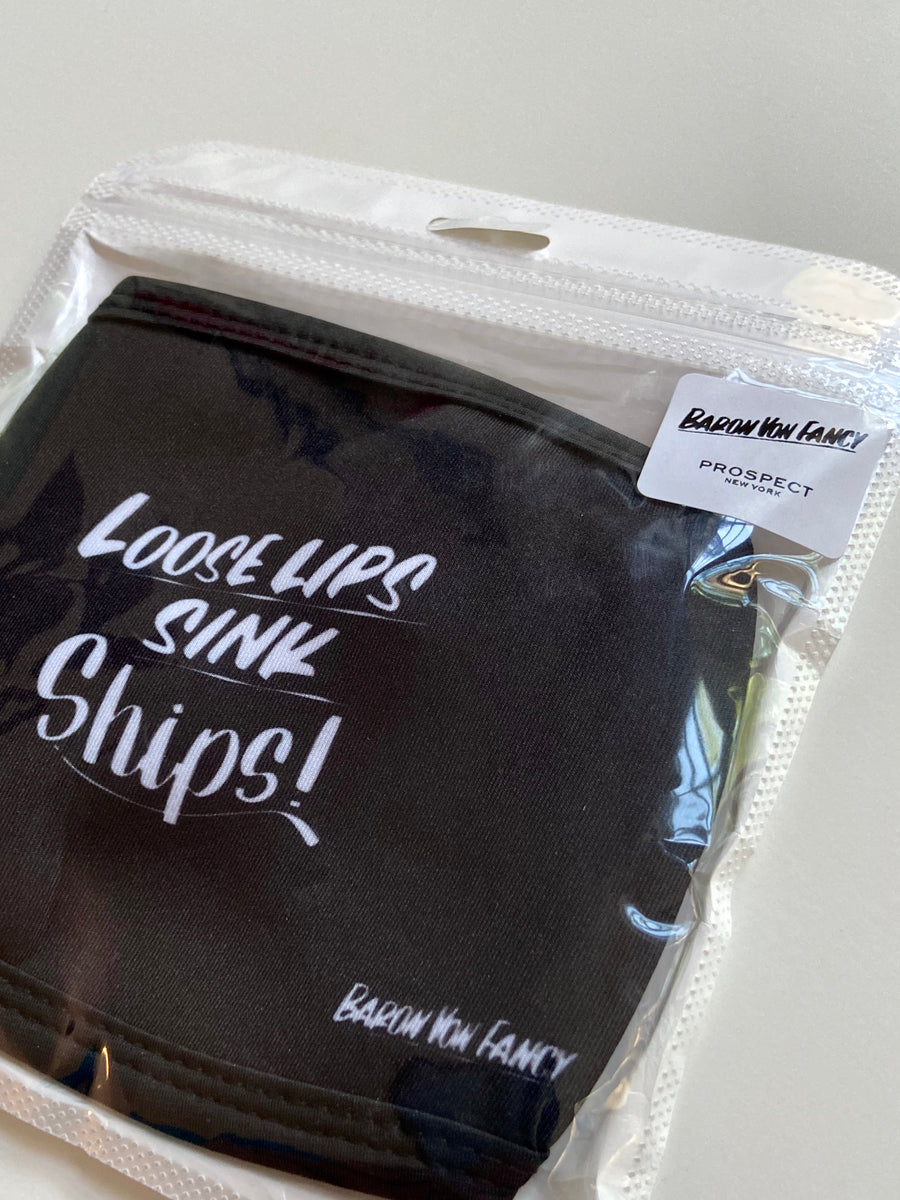 BARON VON FANCY
PROSPECT
NEW YORK
LOOSE LIPS
SINK
Ships!
BARON VON FANCY